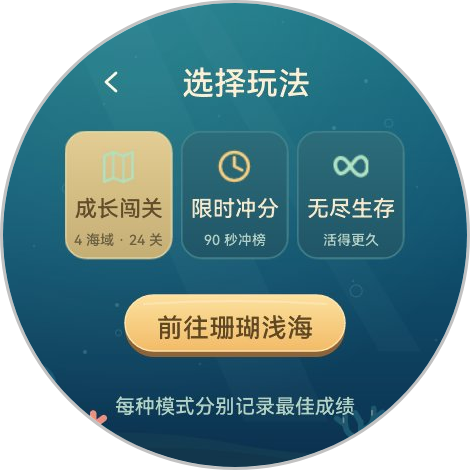 选择玩法
成长闯关
4 海域 · 24 关
限时冲分
90 秒冲榜
无尽生存
活得更久
前往珊瑚浅海
每种模式分别记录最佳成绩